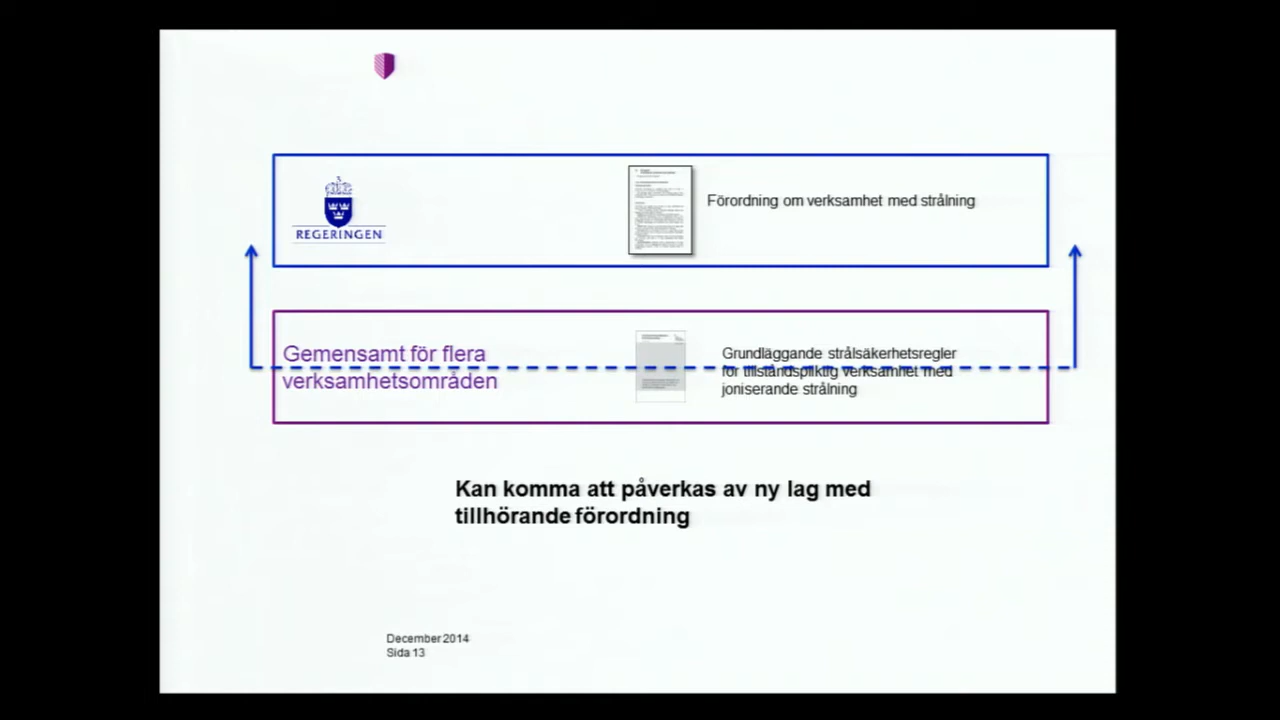 REGERINGEN
Förordning om verksamhet med strålning
Gemensamt för flera
verksamhetsområden
Grundläggande strålsäkerhetsregler
för tillståndspliktig verksamhet med
joniserande strålning
Kan komma att påverkas av ny lag med
tillhörande förordning
December 2014
Sida 13